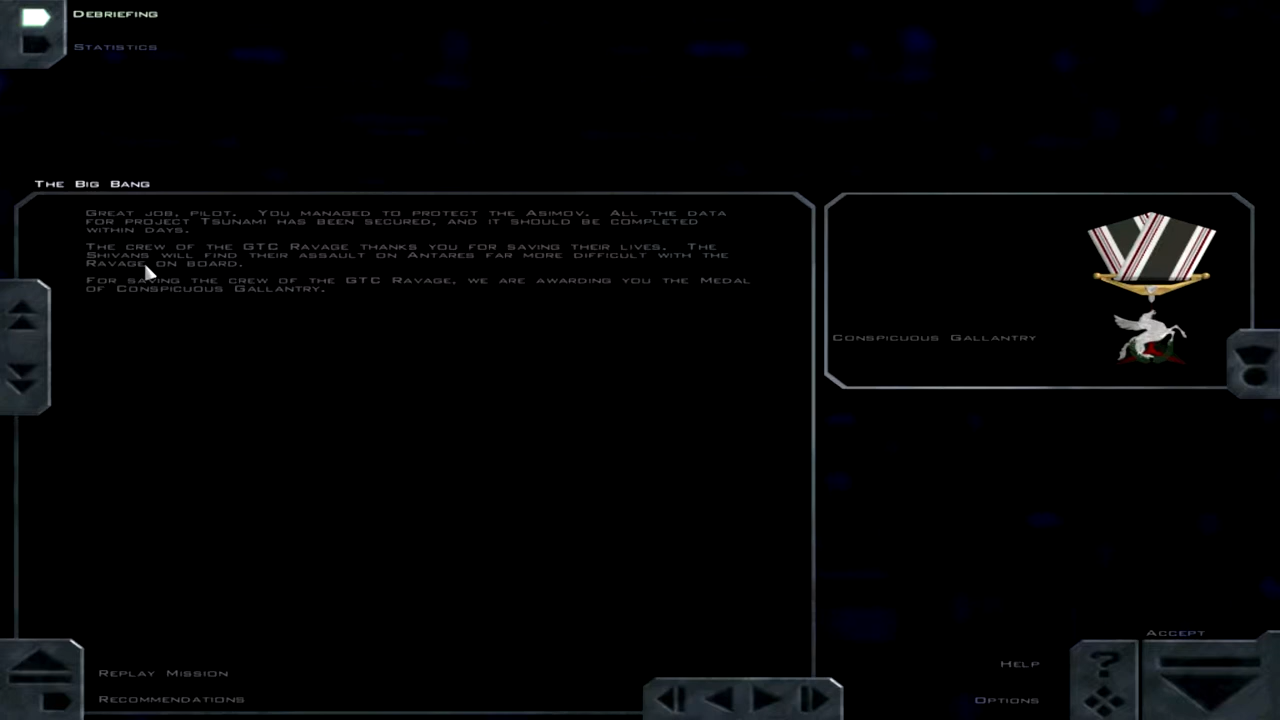 Debriefing
Statistics
The Big Bang
Great job, pilot. You managed to protect the Asimov. All the data
for project Tsunami has been secured, and it should be completed
within days.
The crew of the GTC Ravage thanks you for saving their lives. The
Shivans will find their assault on Antares far more difficult with the
Ravage on board.
For saving the crew of the GTC Ravage, we are awarding you the Medal
of Conspicuous Gallantry.
Conspicuous Gallantry
Replay Mission
Recommendations
Accept
Help
Options